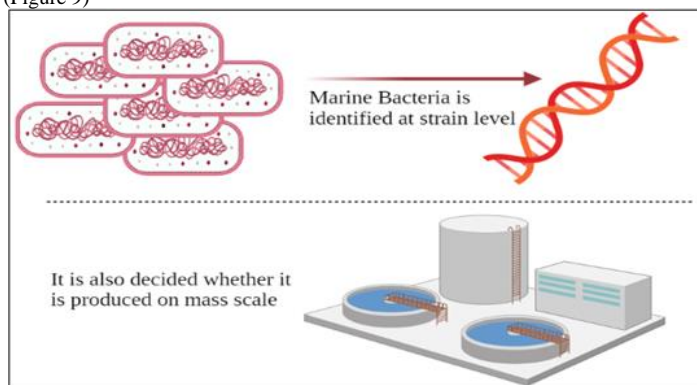 (Figure 9)
Marine Bacteria is
identified at strain level
It is also decided whether it
is produced on mass scale